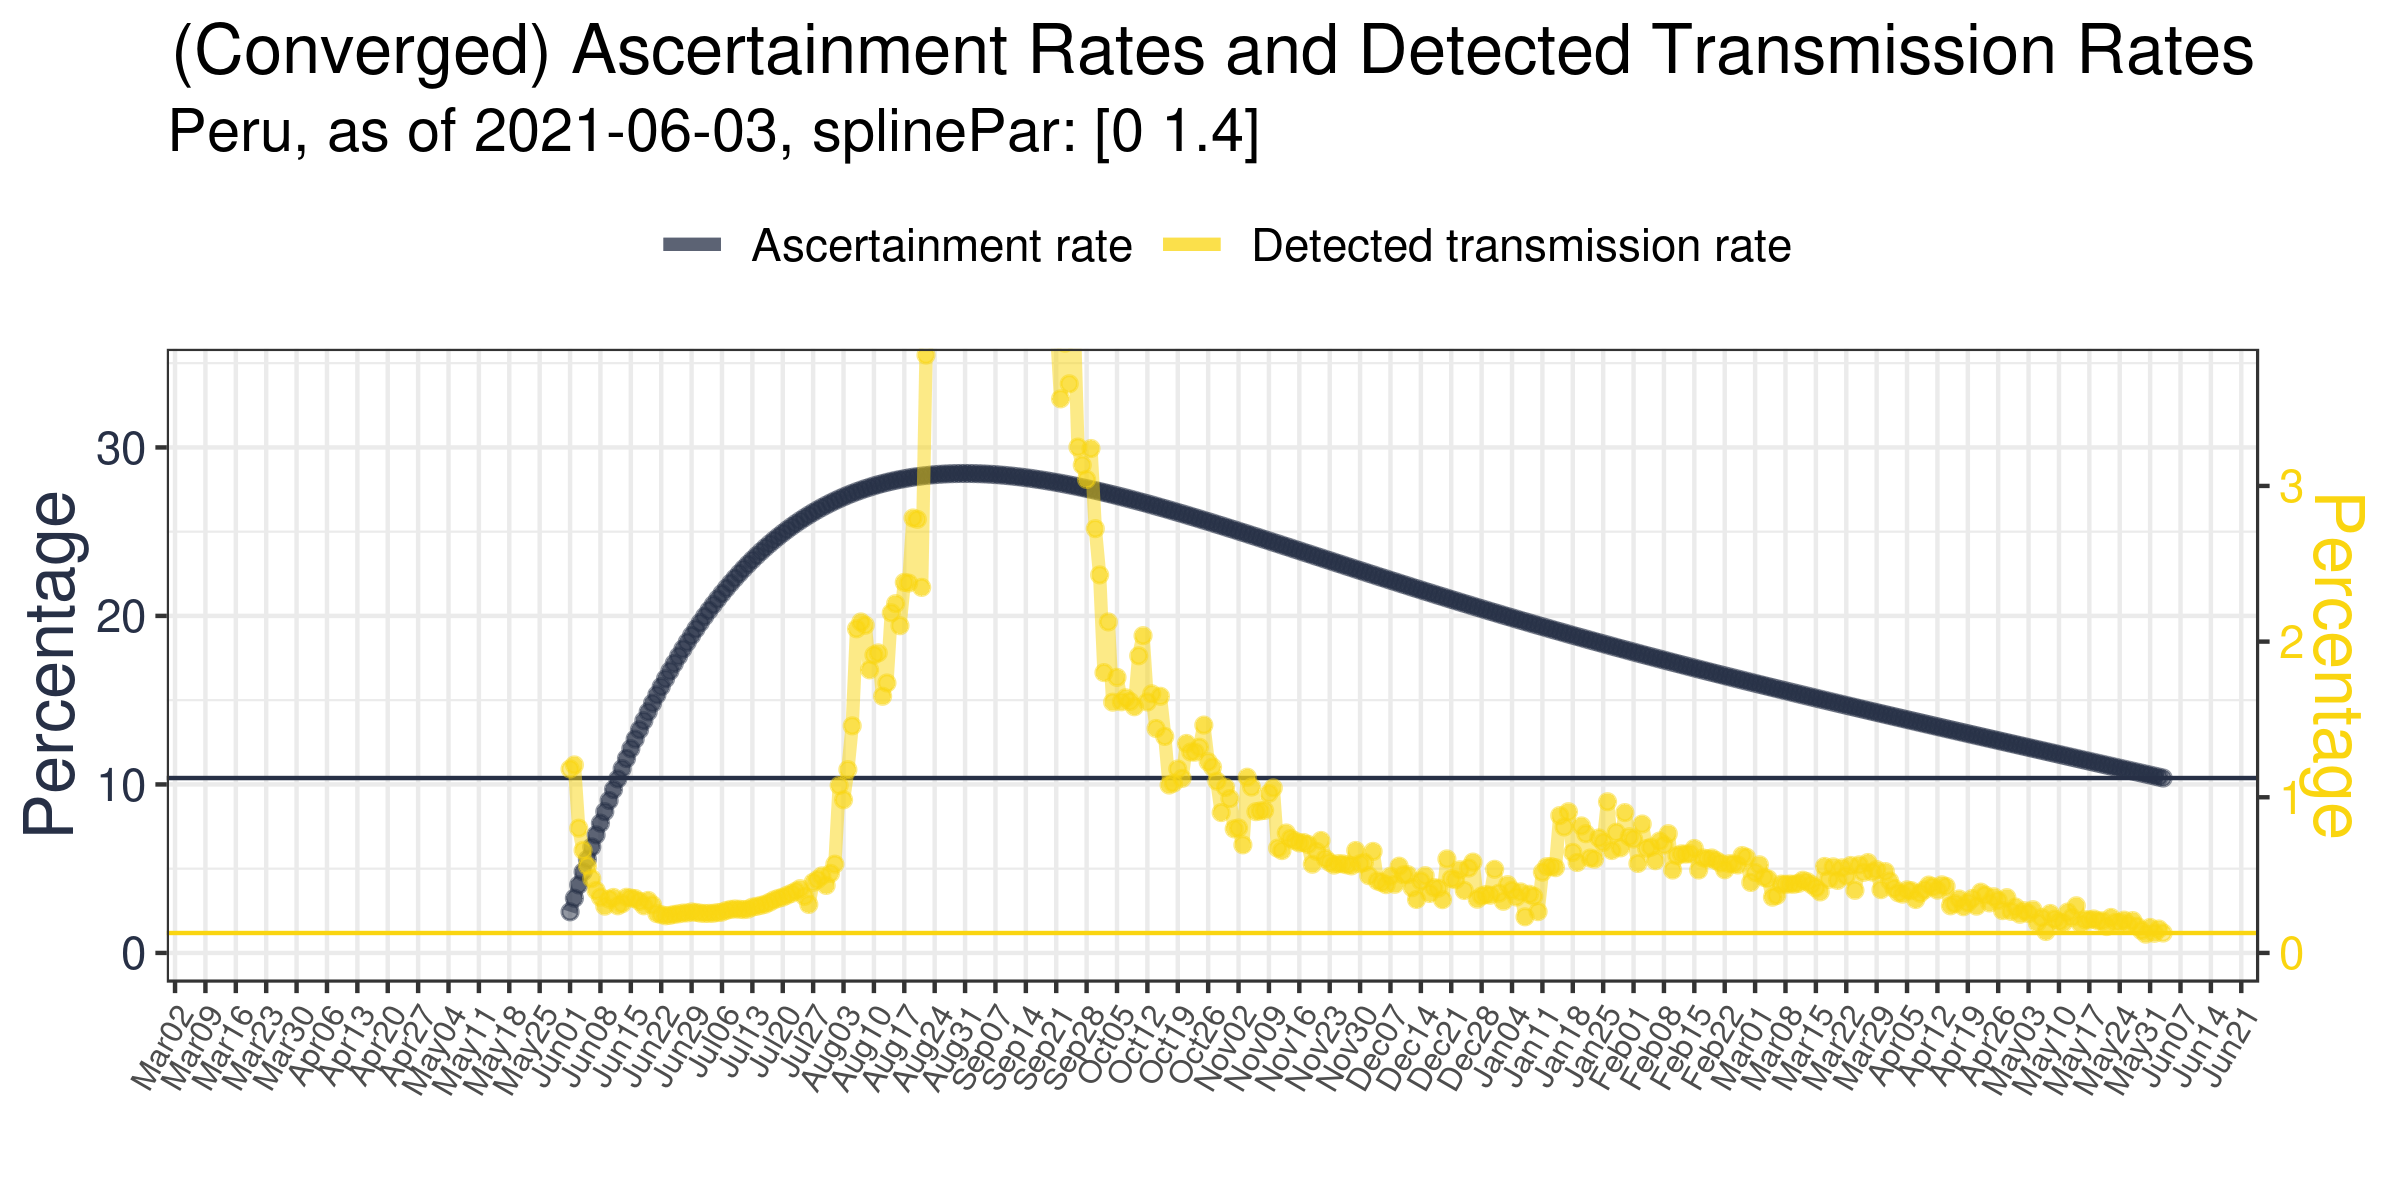 (Converged) Ascertainment Rates and Detected Transmission Rates
Peru, as of 2021-06-03, splinePar: [0 1.4]
Ascertainment rate
Detected transmission rate
Percentage
30
20
10
0
3
2
1
0
Percentage
Mar02
Mar09
Mar16
Mar23
Mar30
Apr06
Apr13
Apr20
Apr27
May04
May11
May18
May25
Jun01
Jun08
Jun15
Jun22
Jun29
Jul06
Jul13
Jul20
Jul27
Aug03
Aug10
Aug17
Aug24
Aug31
Sep07
Sep14
Sep21
Sep28
Oct05
Oct12
Oct19
Oct26
Nov02
Nov09
Nov16
Nov23
Nov30
Dec07
Dec14
Dec21
Dec28
Jan04
Jan11
Jan18
Jan25
Feb01
Feb08
Feb15
Feb22
Mar01
Mar08
Mar15
Mar22
Mar29
Apr05
Apr12
Apr19
Apr26
May03
May10
May17
May24
May31
Jun07
Jun14
Jun21